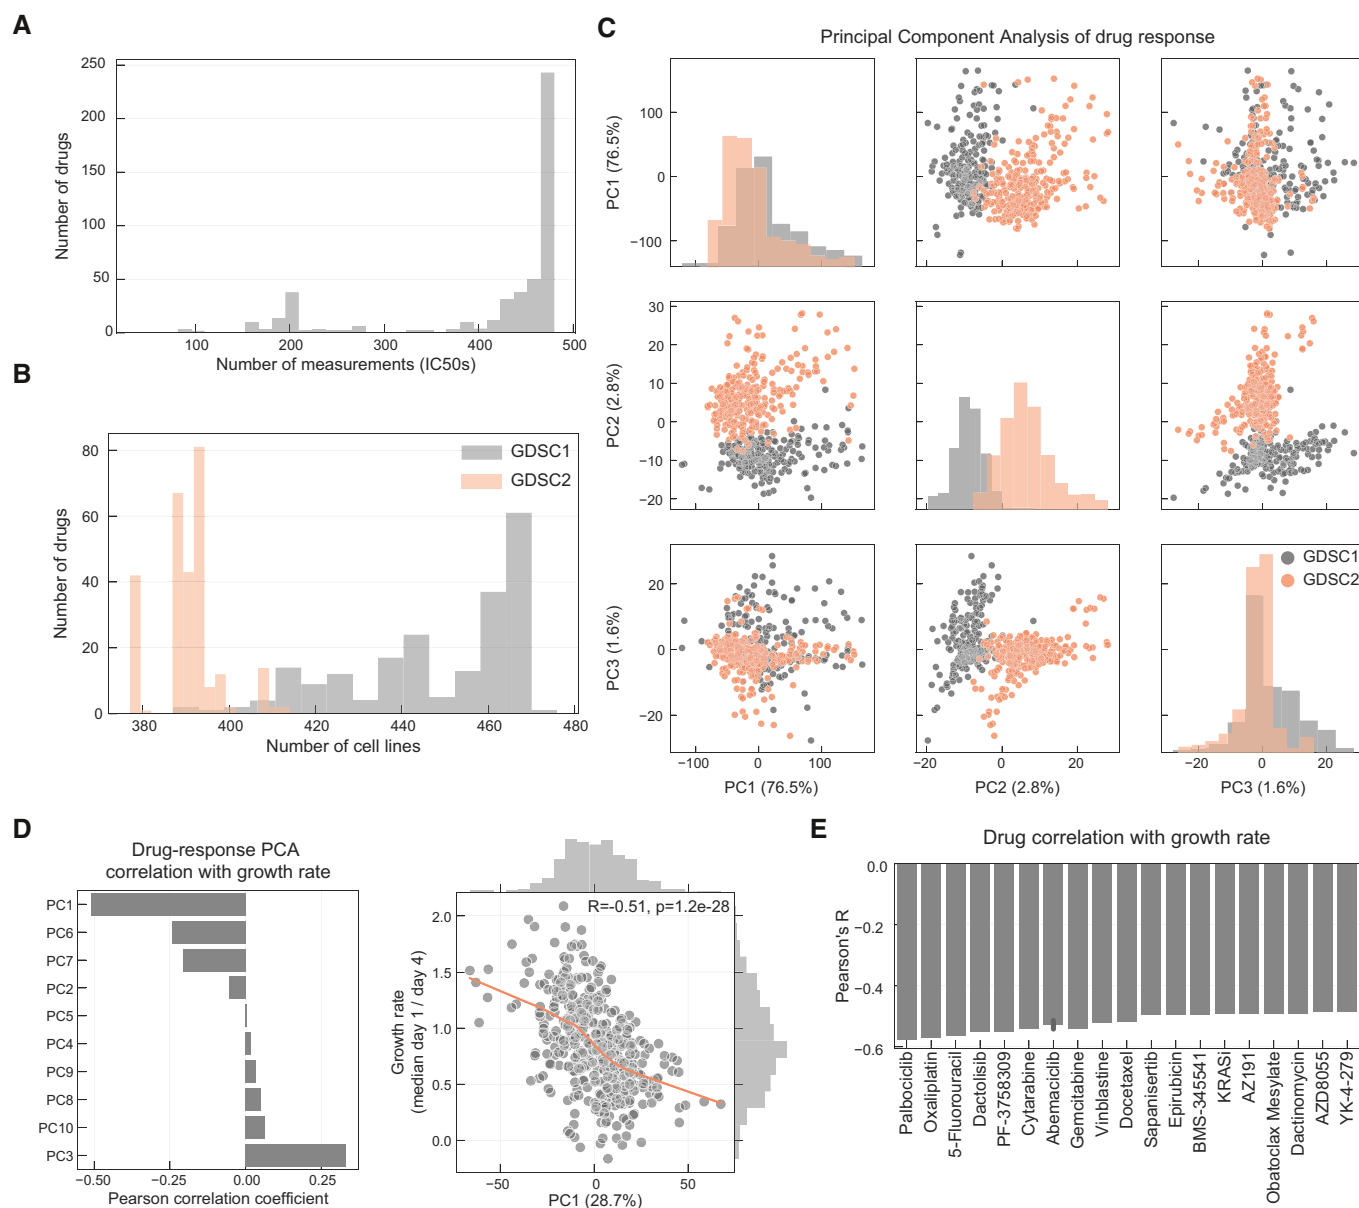 A
250
200
150
100
50
0
Number of drugs
100
200
300
400
500
Number of measurements (IC50s)
B
80
60
40
20
0
Number of drugs
GDSC1
GDSC2
380
400
420
440
460
480
Number of cell lines
C
Principal Component Analysis of drug response
100
0
−100
PC1 (76.5%)
30
20
10
0
−10
−20
PC2 (2.8%)
20
0
−20
PC3 (1.6%)
GDSC1
GDSC2
−100
0
100
PC1 (76.5%)
−20
0
20
PC2 (2.8%)
−20
0
20
PC3 (1.6%)
D
Drug-response PCA
correlation with growth rate
PC1
PC6
PC7
PC2
PC5
PC4
PC9
PC8
PC10
PC3
−0.50
−0.25
0.00
0.25
Pearson correlation coefficient
R=-0.51, p=1.2e-28
2.0
1.5
1.0
0.5
0.0
Growth rate
(median day 1 / day 4)
−50
0
50
PC1 (28.7%)
E
Drug correlation with growth rate
0.0
−0.2
−0.4
−0.6
Pearson's R
Palbociclib
Oxaliplatin
5-Fluorouracil
Dactolisib
PF-3758309
Cytarabine
Abemaciclib
Gemcitabine
Vinblastine
Docetaxel
Sapanisertib
Epirubicin
BMS-345541
KRASi
AZ191
Obatoclax Mesylate
Dactinomycin
AZD8055
YK-4-279